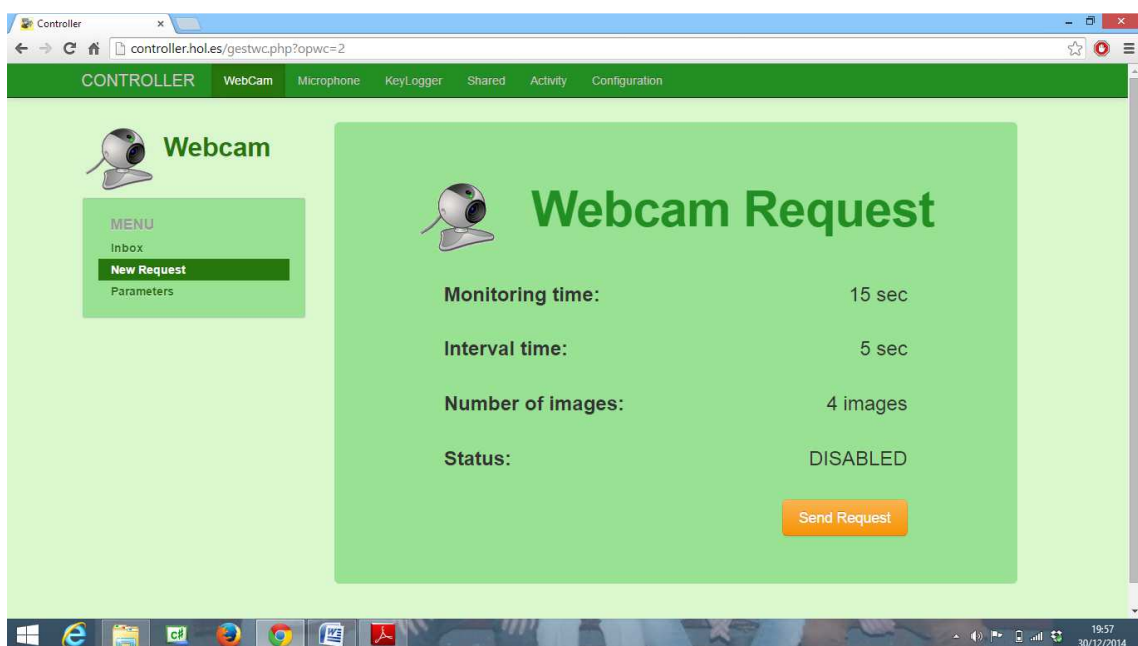 Controller
controller.hol.es/gestwc.php?opwc=2
CONTROLLER WebCam Microphone KeyLogger Shared Activity Configuration
Webcam
MENU
Inbox
New Request
Parameters
Webcam Request
Monitoring time: 15 sec
Interval time: 5 sec
Number of images: 4 images
Status: DISABLED
Send Request
C#
W
19:57
30/12/2014